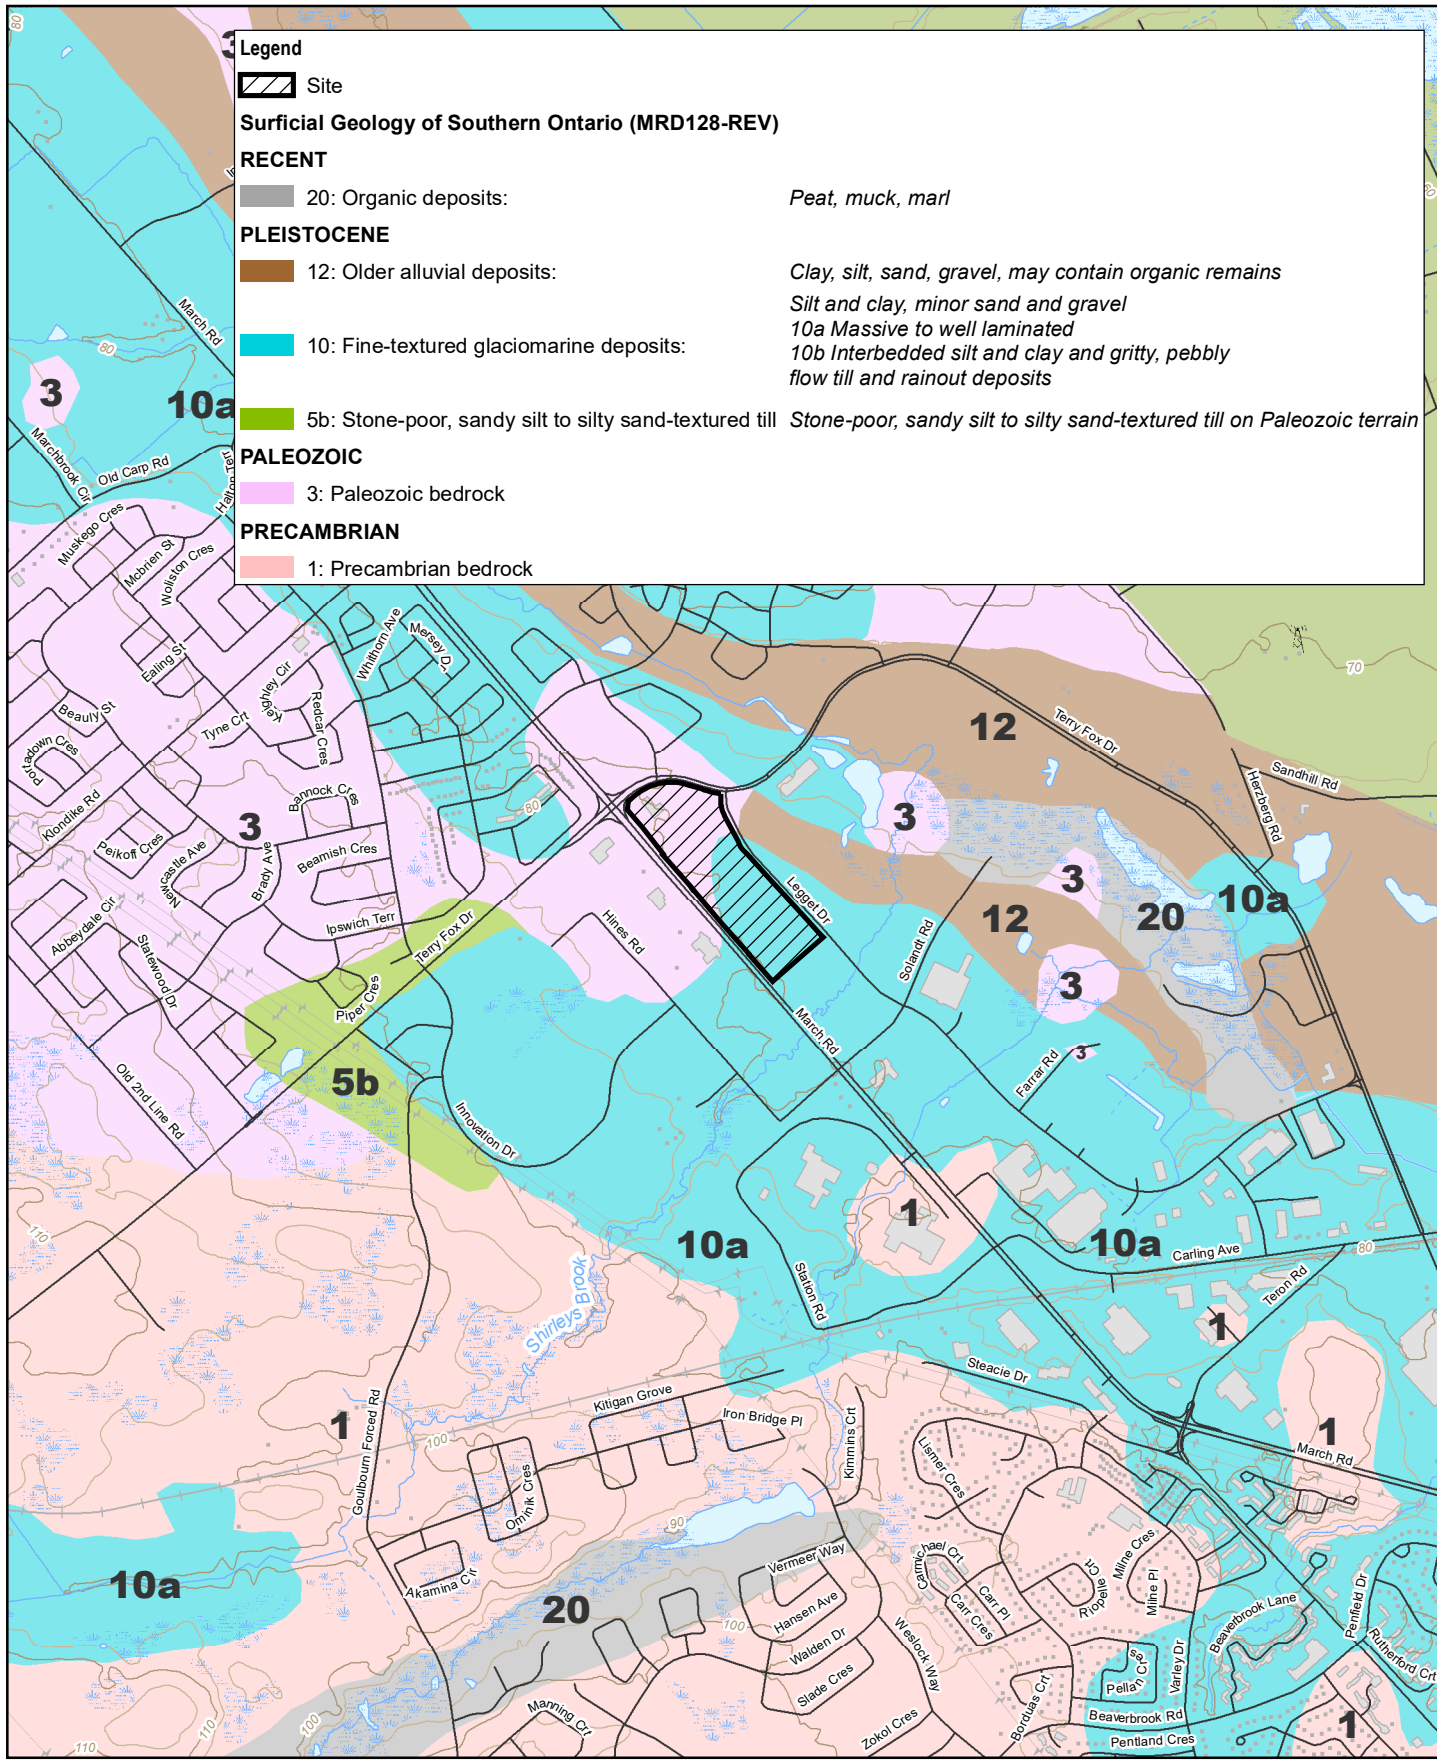 80
3
Legend
Site
Surficial Geology of Southern Ontario (MRD128-REV)
RECENT
20: Organic deposits: Peat, muck, marl
PLEISTOCENE
12: Older alluvial deposits: Clay, silt, sand, gravel, may contain organic remains
Silt and clay, minor sand and gravel
10a Massive to well laminated
10: Fine-textured glaciomarine deposits:
10b Interbedded silt and clay and gritty, pebbly
flow till and rainout deposits
5b: Stone-poor, sandy silt to silty sand-textured till Stone-poor, sandy silt to silty sand-textured till on Paleozoic terrain
PALEOZOIC
3: Paleozoic bedrock
PRECAMBRIAN
1: Precambrian bedrock
60
March Rd
80
3
10a
Marchbrook Cir
Old Carp Rd
Muskego Cres
Mcbrien St
Wollston Cres
Whithorn Ave
Mersey Dr
Ealing St
Keighley Cir
Redcar Cres
Tyne Crt
Beauly St
Portadown Cres
Klondike Rd
Bannock Cres
80
3
Peikoff Cres
Newcastle Ave
Brady Ave
Beamish Cres
Abbeydale Cir
Statewood Dr
Ipswich Terr
Terry Fox Dr
Piper Cres
5b
Old 2nd Line Rd
Innovation Dr
Hines Rd
Legget Dr
March Rd
Solandt Rd
Farrar Rd
70
12
Terry Fox Dr
Sandhill Rd
Herzberg Rd
3
3
12
20
10a
3
3
110
10a
1
10a
Carling Ave
80
Teron Rd
Station Rd
Shirleys Brook
1
Steacie Dr
Kitigan Grove
Iron Bridge Pl
Kimmins Crt
1
Goulbourn Forced Rd
100
Ominik Cres
Lismer Cres
1
March Rd
90
Akamina Cir
10a
20
Vermeer Way
Hansen Ave
100
Walden Dr
Slade Cres
Carmichael Crt
Carr Pl
Carr Cres
Weslock Way
Riopelle Crt
Milne Cres
Milne Pl
Beaverbrook Lane
Penfield Dr
Rutherford Crt
Pellan Cres
Varley Dr
Borduas Crt
Beaverbrook Rd
Pentland Cres
1
Zokol Cres
Manning Crt
100
110
110